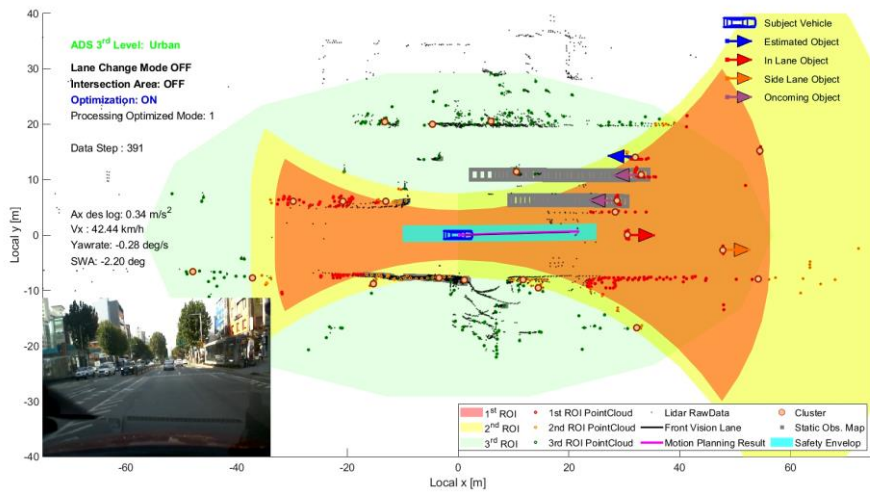 40
30
20
10
0
-10
-20
-30
-40
Local y [m]
ADS 3rd Level: Urban
Lane Change Mode OFF
Intersection Area: OFF
Optimization: ON
Processing Optimized Mode: 1
Data Step : 391
Ax des log: 0.34 m/s2
Vx : 42.44 km/h
Yawrate: -0.28 deg/s
SWA: -2.20 deg
Subject Vehicle
Estimated Object
In Lane Object
Side Lane Object
Oncoming Object
1st ROI 1st ROI PointCloud Lidar RawData Cluster
2nd ROI 2nd ROI PointCloud Front Vision Lane Static Obs. Map
3rd ROI 3rd ROI PointCloud Motion Planning Result Safety Envelop
-60 -40 -20 0 20 40 60
Local x [m]